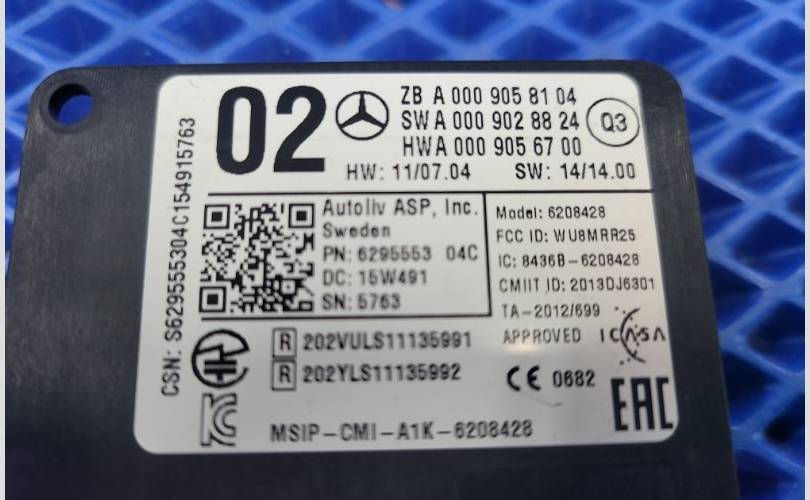 02
ZB A 000 905 81 04
SW A 000 902 88 24
HW A 000 905 67 00
Q3
HW: 11/07.04 SW: 14/14.00
CSN: S629555304C154915763
Autoliv ASP, Inc.
Sweden
PN: 6295553 04C
DC: 15W491
SN: 5763
Model: 6208428
FCC ID: WU8MRR25
IC: 8436B-6208428
CMIIT ID: 2013DJ6301
TA-2012/699
APPROVED ICASA
R 202VULS11135991
R 202YLS11135992
CE 0682
EAC
MSIP-CMI-A1K-6208428